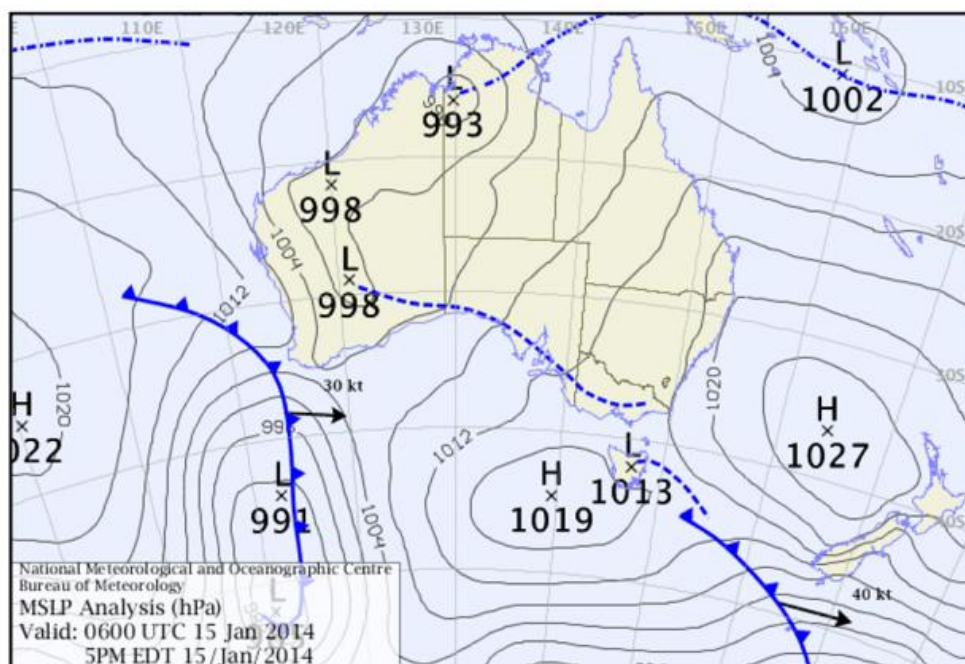 110E
120E
140E
150E
160E
L
1004
1002
10S
L
993
L
998
20S
1004
L
998
1012
30 kt
30S
1020
H
022
1020
H
1027
1012
L
1013
H
1019
L
991
1004
40S
40 kt
L
National Meteorological and Oceanographic Centre
Bureau of Meteorology
MSLP Analysis (hPa)
Valid: 0600 UTC 15 Jan 2014
5PM EDT 15/Jan/2014